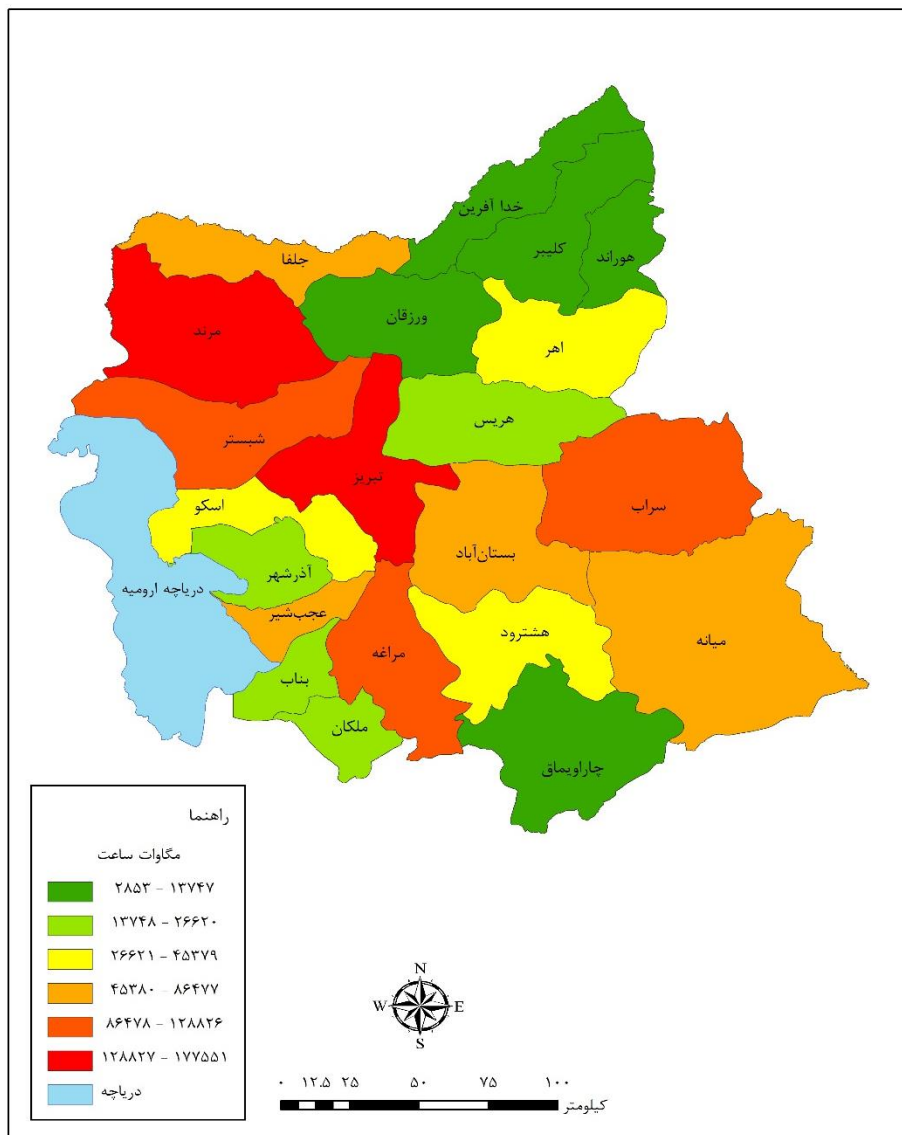 خدا آفرین
کلیبر
هوراند
جلفا
ورزقان
مرند
اهر
هریس
شبستر
تبریز
سراب
اسکو
بستان‌آباد
آذرشهر
دریاچه ارومیه
عجب‌شیر
هشترود
میانه
مراغه
بناب
ملکان
چاراویماق
راهنما
مگاوات ساعت
۲۸۵۳ - ۱۳۷۴۷
۱۳۷۴۸ - ۲۶۶۲۰
۲۶۶۲۱ - ۴۵۳۷۹
۴۵۳۸۰ - ۸۶۴۷۷
۸۶۴۷۸ - ۱۲۸۸۲۶
۱۲۸۸۲۷ - ۱۷۷۵۵۱
دریاچه
N
W E
S
۰ ۱۲.۵ ۲۵ ۵۰ ۷۵ ۱۰۰
کیلومتر